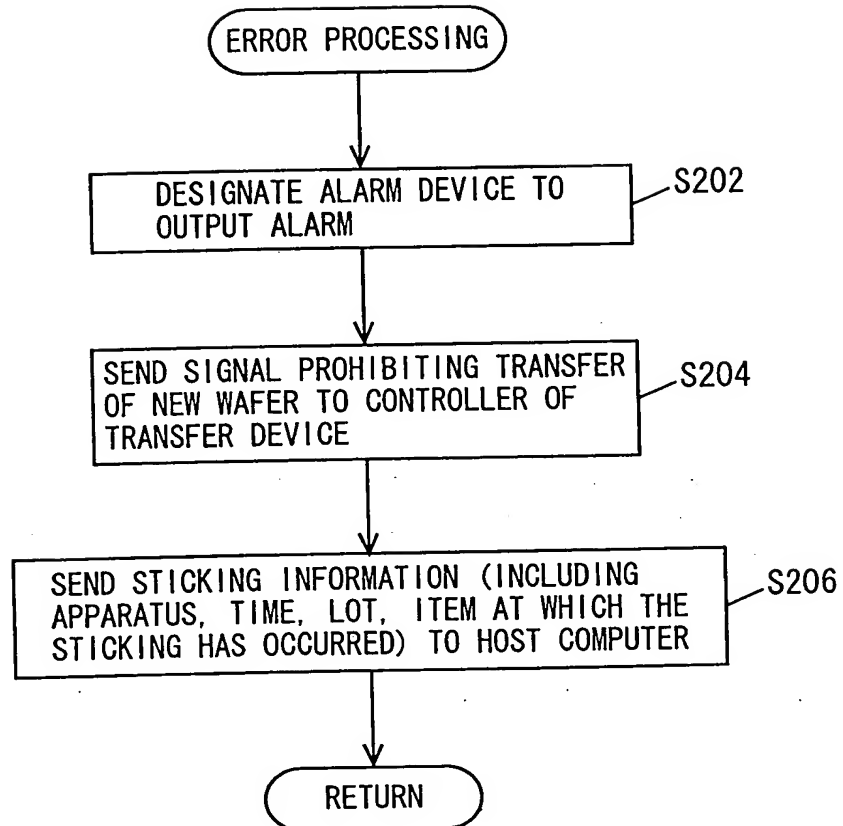 ERROR PROCESSING
DESIGNATE ALARM DEVICE TO
OUTPUT ALARM
S202
SEND SIGNAL PROHIBITING TRANSFER
OF NEW WAFER TO CONTROLLER OF
TRANSFER DEVICE
S204
SEND STICKING INFORMATION (INCLUDING
APPARATUS, TIME, LOT, ITEM AT WHICH THE
STICKING HAS OCCURRED) TO HOST COMPUTER
S206
RETURN